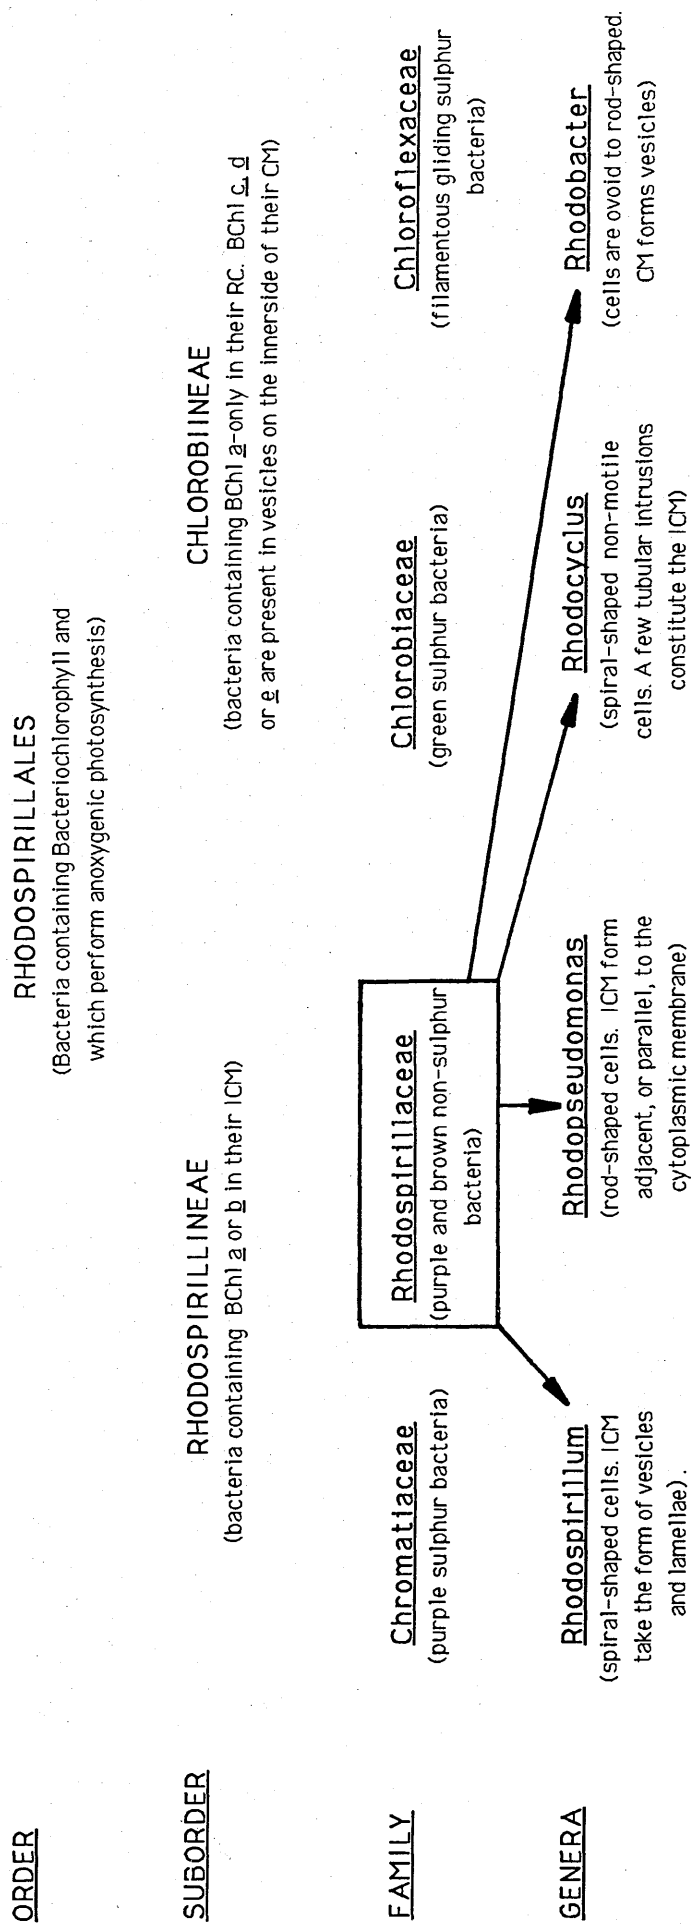 ORDER
RHODOSPIRILLALES
(Bacteria containing Bacteriochlorophyll and
which perform anoxygenic photosynthesis)
SUBORDER
RHODOSPIRILLINEAE
(bacteria containing BChl a or b in their ICM)
CHLOROBIINEAE
(bacteria containing BChl a-only in their RC. BChl c, d
or e are present in vesicles on the innerside of their CM)
FAMILY
Chromatiaceae
(purple sulphur bacteria)
Rhodospirillaceae
(purple and brown non-sulphur
bacteria)
Chlorobiaceae
(green sulphur bacteria)
Chloroflexaceae
(filamentous gliding sulphur
bacteria)
GENERA
Rhodospirillum
(spiral-shaped cells. ICM
take the form of vesicles
and lamellae).
Rhodopseudomonas
(rod-shaped cells. ICM form
adjacent, or parallel, to the
cytoplasmic membrane)
Rhodocyclus
(spiral-shaped non-motile
cells. A few tubular intrusions
constitute the ICM)
Rhodobacter
(cells are ovoid to rod-shaped.
CM forms vesicles)